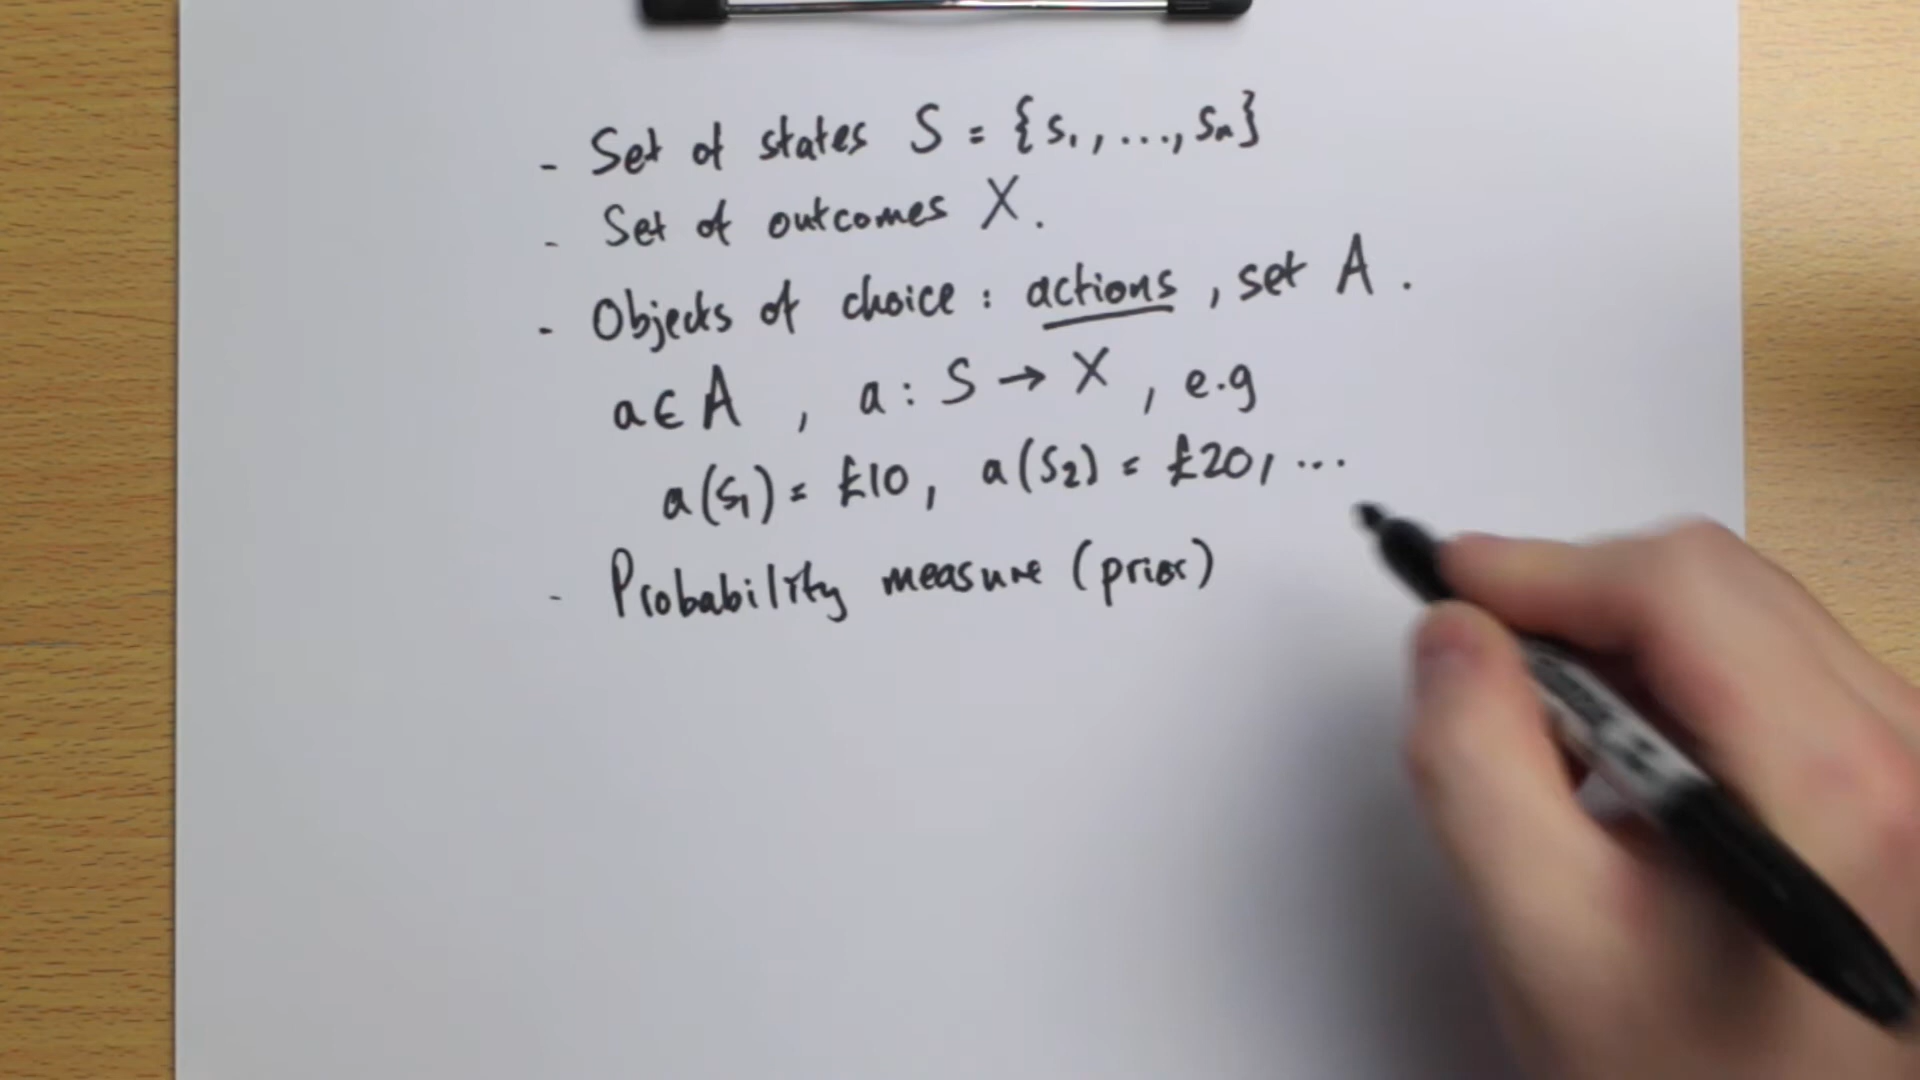 - Set of states S = {s₁, ..., sₙ}
- Set of outcomes X.
- Objects of choice: actions, set A.
a ∈ A, a : S → X, e.g
a(s₁) = £10, a(s₂) = £20, ...
- Probability measure (prior)